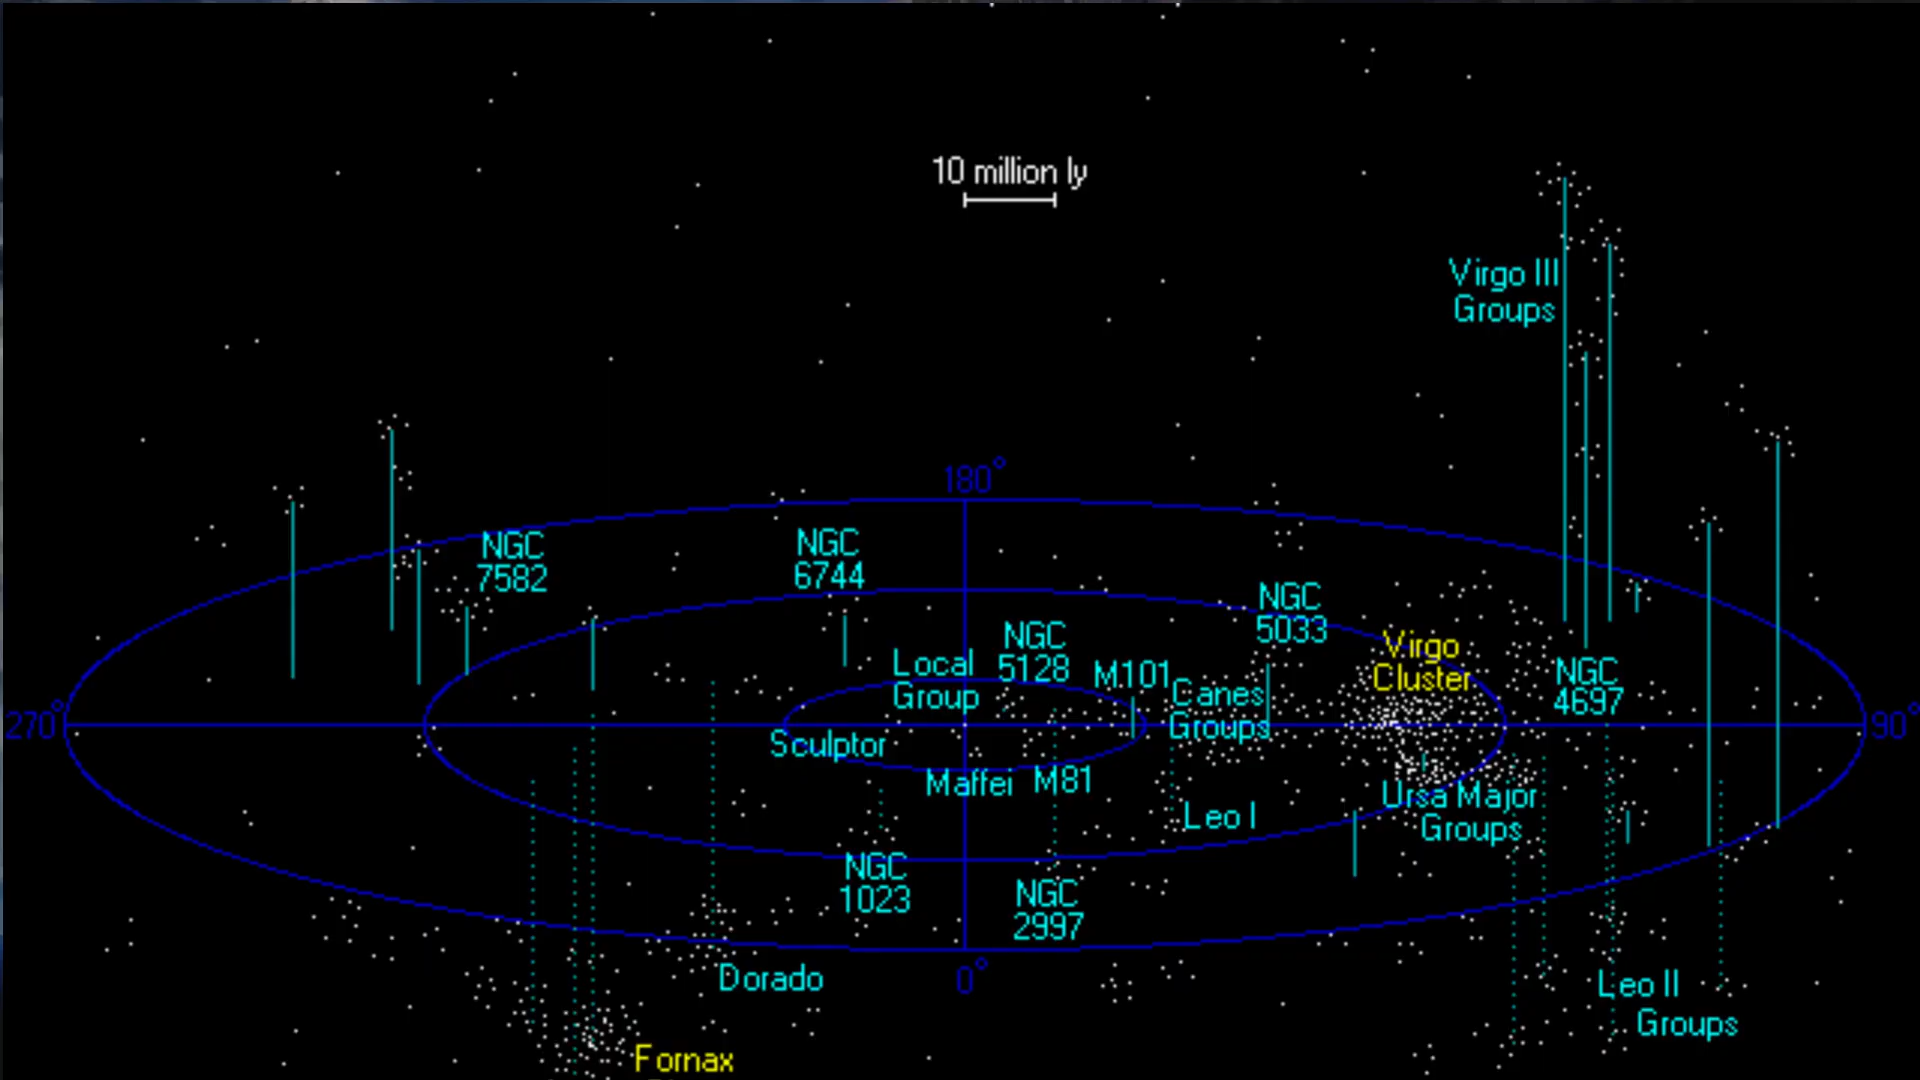 10 million ly
Virgo III
Groups
180°
NGC
7582
NGC
6744
NGC
5033
NGC
5128
Local
Group
M101
Canes
Groups
Virgo
Cluster
NGC
4697
270°
90°
Sculptor
Maffei
M81
Leo I
Ursa Major
Groups
NGC
1023
NGC
2997
0°
Dorado
Leo II
Groups
Fornax